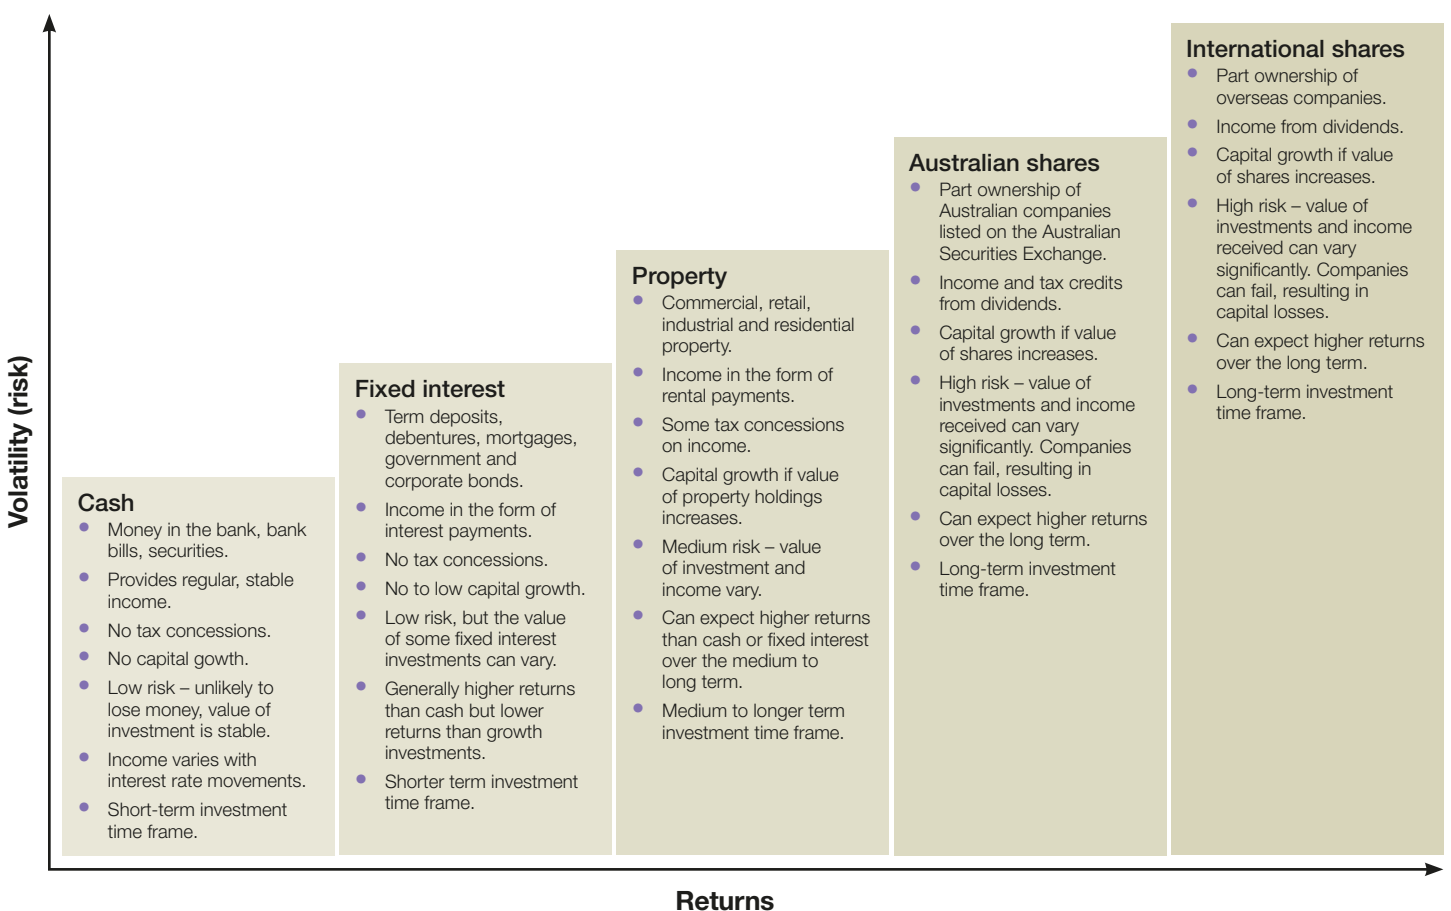 Volatility (risk)
Cash
• Money in the bank, bank
bills, securities.
• Provides regular, stable
income.
• No tax concessions.
• No capital gowth.
• Low risk – unlikely to
lose money, value of
investment is stable.
• Income varies with
interest rate movements.
• Short-term investment
time frame.
Fixed interest
• Term deposits,
debentures, mortgages,
government and
corporate bonds.
• Income in the form of
interest payments.
• No tax concessions.
• No to low capital growth.
• Low risk, but the value
of some fixed interest
investments can vary.
• Generally higher returns
than cash but lower
returns than growth
investments.
• Shorter term investment
time frame.
Property
• Commercial, retail,
industrial and residential
property.
• Income in the form of
rental payments.
• Some tax concessions
on income.
• Capital growth if value
of property holdings
increases.
• Medium risk – value
of investment and
income vary.
• Can expect higher returns
than cash or fixed interest
over the medium to
long term.
• Medium to longer term
investment time frame.
Australian shares
• Part ownership of
Australian companies
listed on the Australian
Securities Exchange.
• Income and tax credits
from dividends.
• Capital growth if value
of shares increases.
• High risk – value of
investments and income
received can vary
significantly. Companies
can fail, resulting in
capital losses.
• Can expect higher returns
over the long term.
• Long-term investment
time frame.
International shares
• Part ownership of
overseas companies.
• Income from dividends.
• Capital growth if value
of shares increases.
• High risk – value of
investments and income
received can vary
significantly. Companies
can fail, resulting in
capital losses.
• Can expect higher returns
over the long term.
• Long-term investment
time frame.
Returns